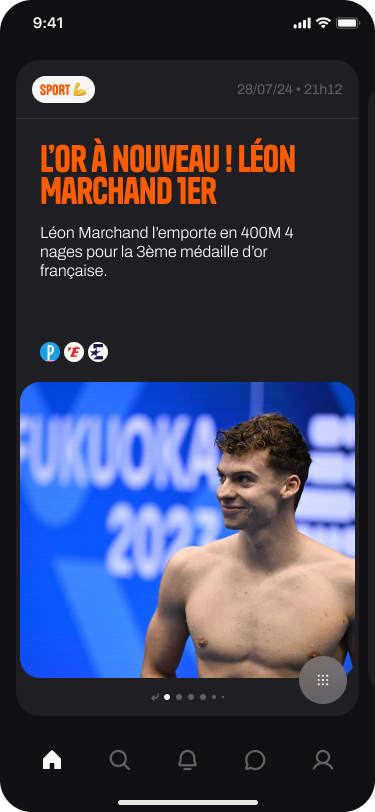 9:41
SPORT 💪
28/07/24 • 21h12
L’OR À NOUVEAU ! LÉON
MARCHAND 1ER
Léon Marchand l’emporte en 400M 4
nages pour la 3ème médaille d’or
française.
P
'E
E
FUKUOKA
2023